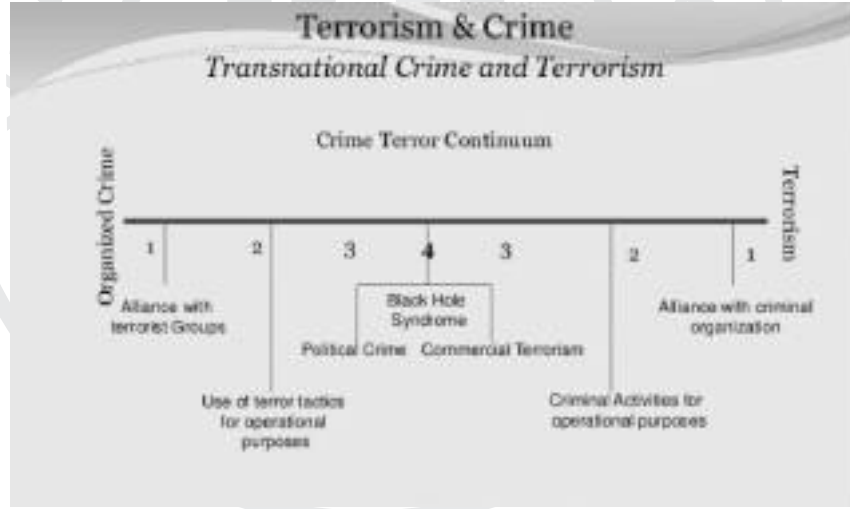 Terrorism & Crime
Transnational Crime and Terrorism
Crime Terror Continuum
Organized Crime
Terrorism
1 2 3 4 3 2 1
Alliance with
terrorist Groups
Black Hole
Syndrome
Alliance with criminal
organization
Political Crime Commercial Terrorism
Use of terror tactics
for operational
purposes
Criminal Activities for
operational purposes